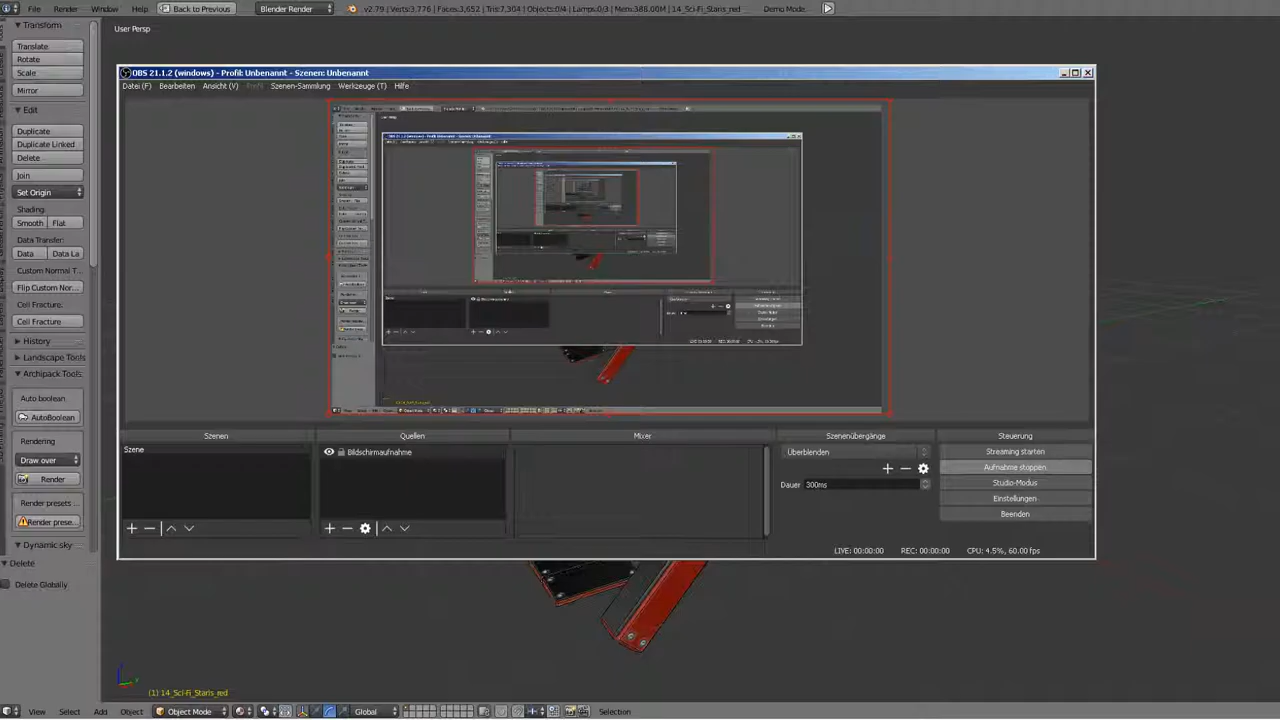 File Render Window Help Back to Previous Blender Render v2.79 | Verts:3,776 | Faces:3,652 | Tris:7,304 | Objects:0/4 | Lamps:0/3 | Mem:388.00M | 14_Sci-Fi_Stairs_red Demo Mode
User Persp
Transform
Translate
Rotate
Scale
Mirror
Edit
Duplicate
Duplicate Linked
Delete
Join
Set Origin
Shading:
Smooth Flat
Data Transfer:
Data Data La
Custom Normal T...
Flip Custom Nor...
Cell Fracture.
Cell Fracture
History
Landscape Tools
Archipack Tools
Auto boolean
AutoBoolean
Rendering
Draw over
Render
Render presets...
Render prese...
Dynamic sky
Delete
Delete Globally
OBS 21.1.2 (windows) - Profil: Unbenannt - Szenen: Unbenannt
Datei (F) Bearbeiten Ansicht (V) Profil Szenen-Sammlung Werkzeuge (T) Hilfe
Szenen Quellen Mixer Szenenübergänge Steuerung
Szene Bildschirmaufnahme Überblenden Streaming starten
Aufnahme stoppen
Dauer 300ms Studio-Modus
Einstellungen
Beenden
LIVE: 00:00:00 REC: 00:00:00 CPU: 4.5%, 60.00 fps
(1) 14_Sci-Fi_Stairs_red
View Select Add Object Object Mode Global Selection